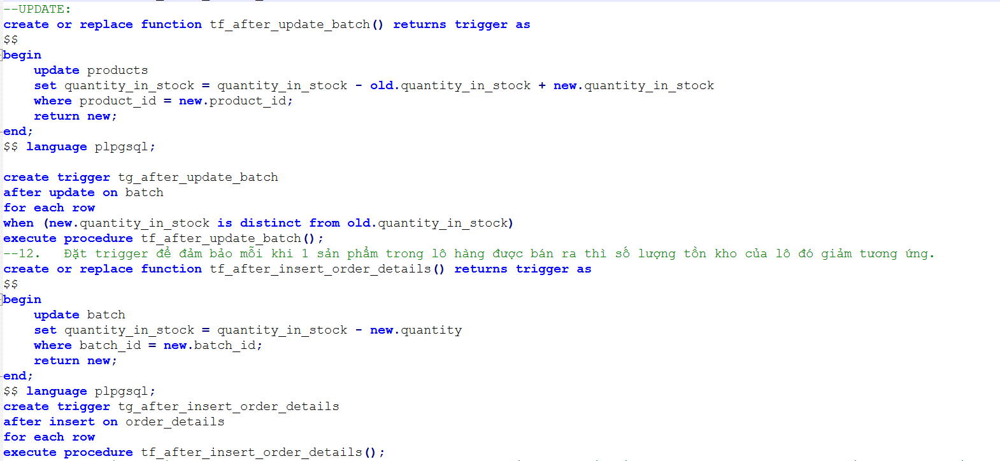 --UPDATE:
create or replace function tf_after_update_batch() returns trigger as
$$
begin
update products
set quantity_in_stock = quantity_in_stock - old.quantity_in_stock + new.quantity_in_stock
where product_id = new.product_id;
return new;
end;
$$ language plpgsql;
create trigger tg_after_update_batch
after update on batch
for each row
when (new.quantity_in_stock is distinct from old.quantity_in_stock)
execute procedure tf_after_update_batch();
--12. Đặt trigger để đảm bảo mỗi khi 1 sản phẩm trong lô hàng được bán ra thì số lượng tồn kho của lô đó giảm tương ứng.
create or replace function tf_after_insert_order_details() returns trigger as
$$
begin
update batch
set quantity_in_stock = quantity_in_stock - new.quantity
where batch_id = new.batch_id;
return new;
end;
$$ language plpgsql;
create trigger tg_after_insert_order_details
after insert on order_details
for each row
execute procedure tf_after_insert_order_details();